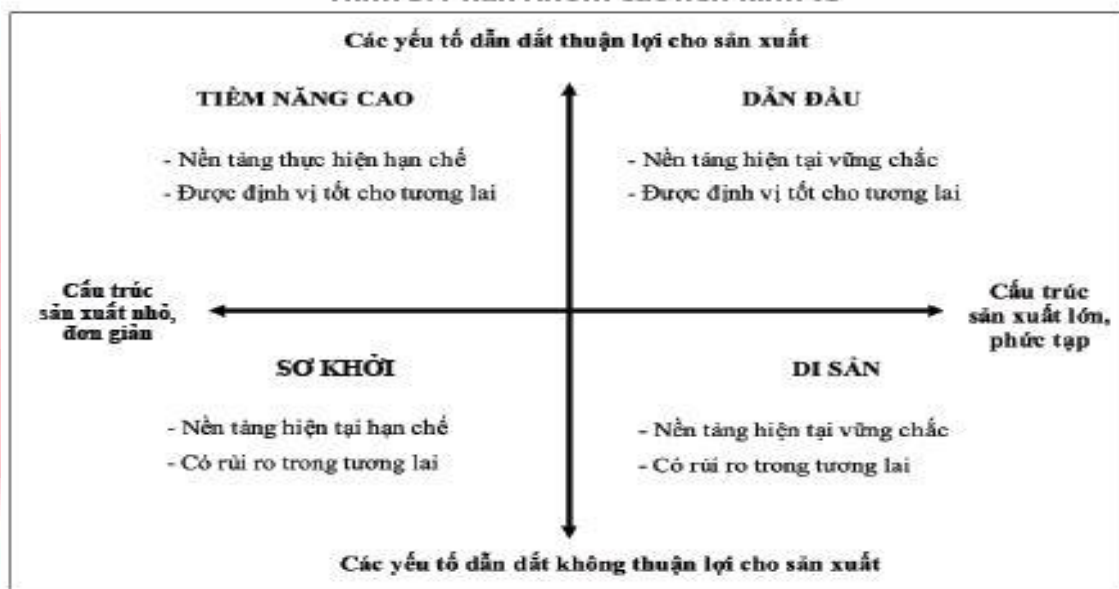 Các yếu tố dẫn dắt thuận lợi cho sản xuất
TIỀM NĂNG CAO
- Nền tảng thực hiện hạn chế
- Được định vị tốt cho tương lai
DẪN ĐẦU
- Nền tảng hiện tại vững chắc
- Được định vị tốt cho tương lai
Cấu trúc
sản xuất nhỏ,
đơn giản
Cấu trúc
sản xuất lớn,
phức tạp
SƠ KHỞI
- Nền tảng hiện tại hạn chế
- Có rủi ro trong tương lai
DI SẢN
- Nền tảng hiện tại vững chắc
- Có rủi ro trong tương lai
Các yếu tố dẫn dắt không thuận lợi cho sản xuất